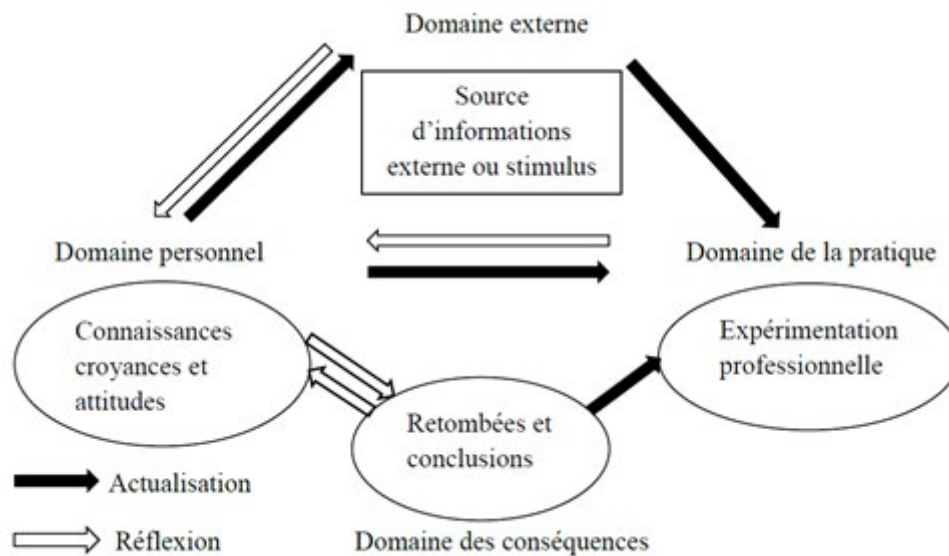 Domaine externe
Source
d'informations
externe ou stimulus
Domaine personnel
Domaine de la pratique
Connaissances
croyances et
attitudes
Expérimentation
professionnelle
Retombées et
conclusions
Actualisation
Réflexion
Domaine des conséquences